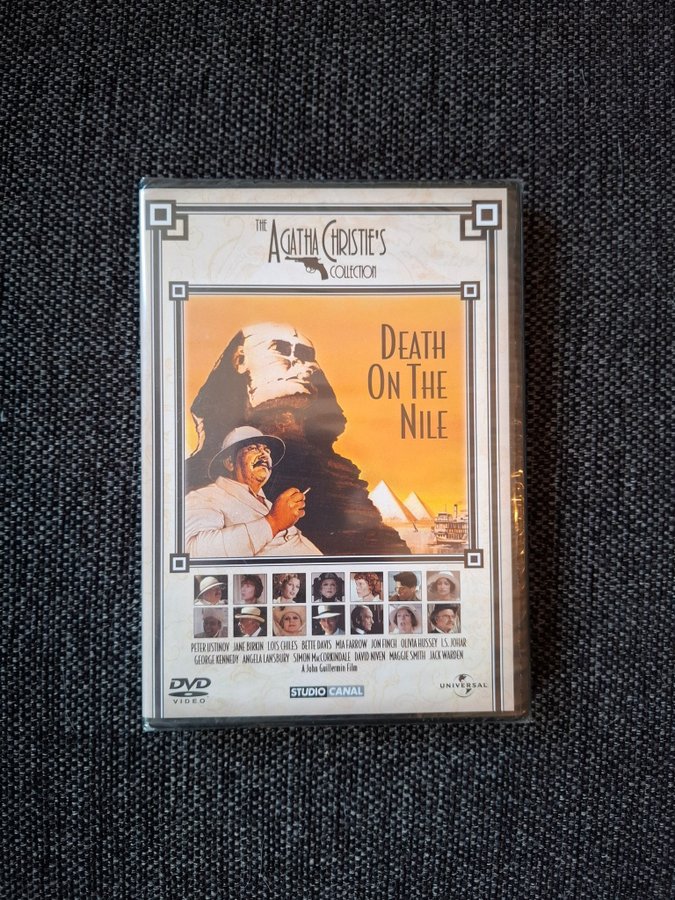 THE AGATHA CHRISTIE'S
COLLECTION
DEATH
ON THE
NILE
PETER USTINOV JANE BIRKIN LOIS CHILES BETTE DAVIS MIA FARROW JON FINCH OLIVIA HUSSEY I.S. JOHAR
GEORGE KENNEDY ANGELA LANSBURY SIMON MacCORKINDALE DAVID NIVEN MAGGIE SMITH JACK WARDEN
A John Guillermin Film
DVD
VIDEO
STUDIO CANAL
UNIVERSAL